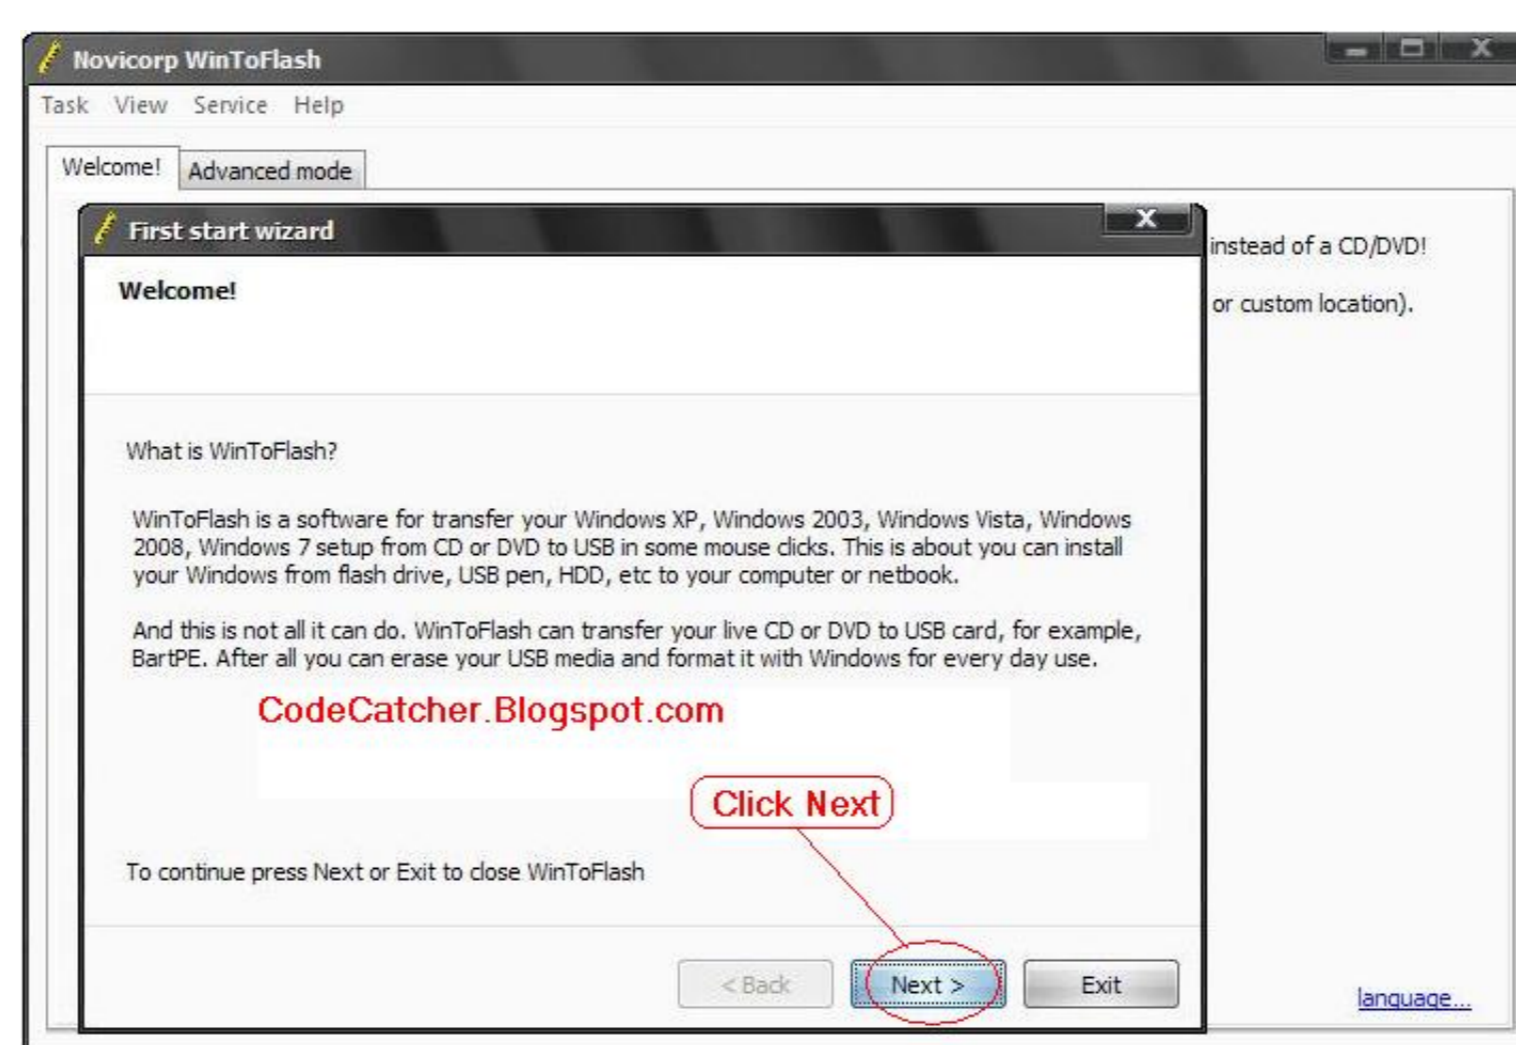 Novicorp WinToFlash
Task View Service Help
Welcome! Advanced mode
First start wizard
X
instead of a CD/DVD!
Welcome!
or custom location).
What is WinToFlash?
WinToFlash is a software for transfer your Windows XP, Windows 2003, Windows Vista, Windows
2008, Windows 7 setup from CD or DVD to USB in some mouse clicks. This is about you can install
your Windows from flash drive, USB pen, HDD, etc to your computer or netbook.
And this is not all it can do. WinToFlash can transfer your live CD or DVD to USB card, for example,
BartPE. After all you can erase your USB media and format it with Windows for every day use.
CodeCatcher.Blogspot.com
Click Next
To continue press Next or Exit to close WinToFlash
< Back Next > Exit
language...